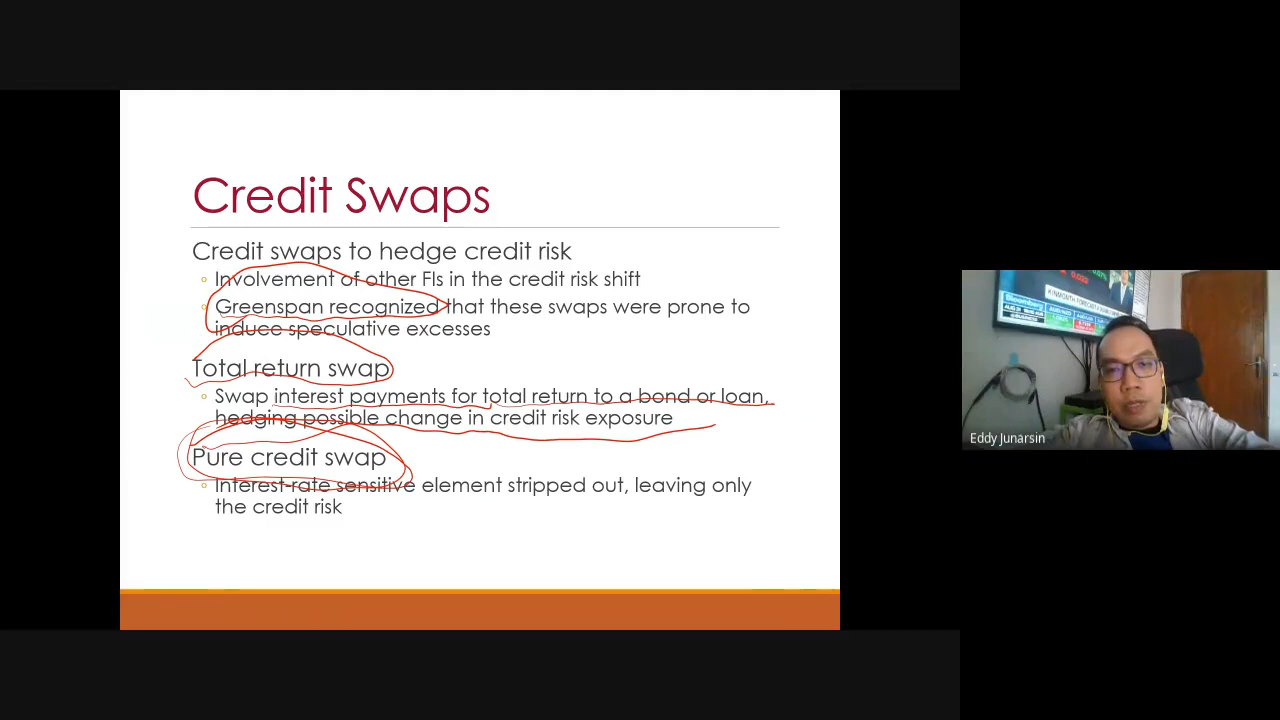 Credit Swaps
Credit swaps to hedge credit risk
◦ Involvement of other FIs in the credit risk shift
◦ Greenspan recognized that these swaps were prone to
induce speculative excesses
Total return swap
◦ Swap interest payments for total return to a bond or loan,
hedging possible change in credit risk exposure
Pure credit swap
◦ Interest-rate sensitive element stripped out, leaving only
the credit risk
Bloomberg
Eddy Junarsin